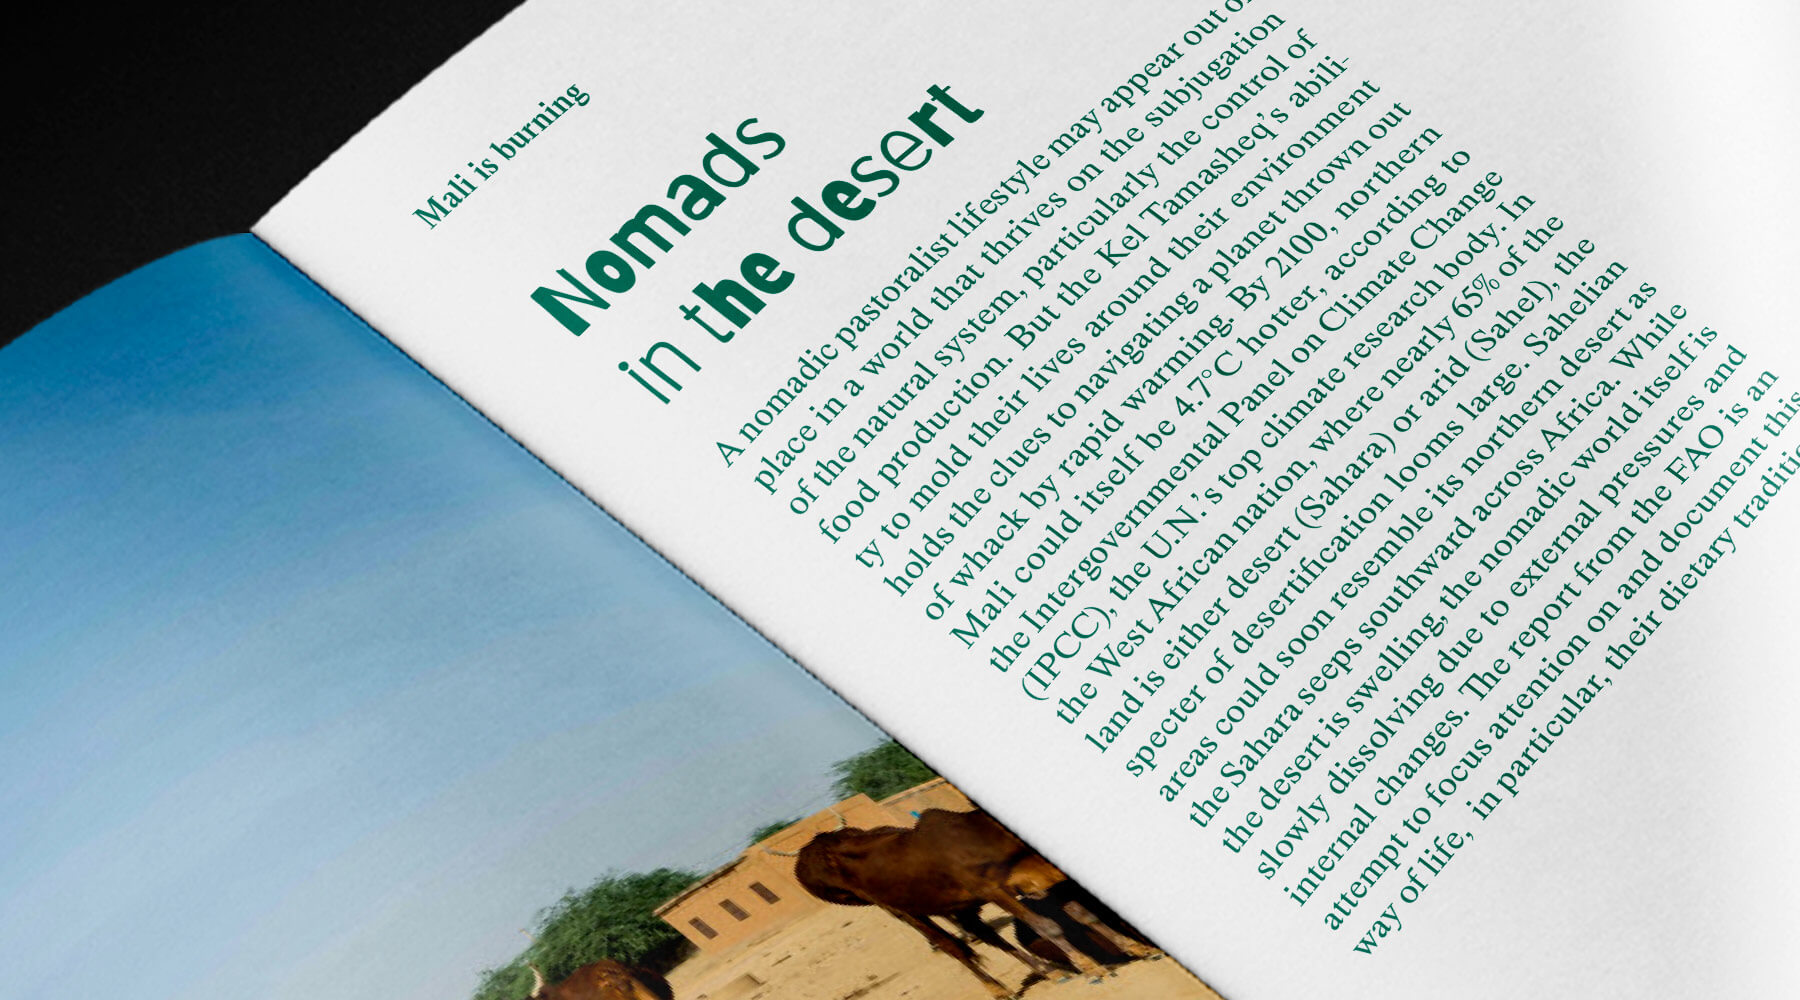 Mali is burning
Nomads
in the desert
A nomadic pastoralist lifestyle may appear out of
place in a world that thrives on the subjugation
of the natural system, particularly the control of
food production. But the Kel Tamasheq's abili-
ty to mold their lives around their environment
holds the clues to navigating a planet thrown out
of whack by rapid warming. By 2100, northern
Mali could itself be 4.7°C hotter, according to
the Intergovernmental Panel on Climate Change
(IPCC), the U.N.'s top climate research body. In
the West African nation, where nearly 65% of the
land is either desert (Sahara) or arid (Sahel), the
specter of desertification looms large. Sahelian
areas could soon resemble its northern desert as
the Sahara seeps southward across Africa. While
the desert is swelling, the nomadic world itself is
slowly dissolving due to external pressures and
internal changes. The report from the FAO is an
attempt to focus attention on and document this
way of life, in particular, their dietary